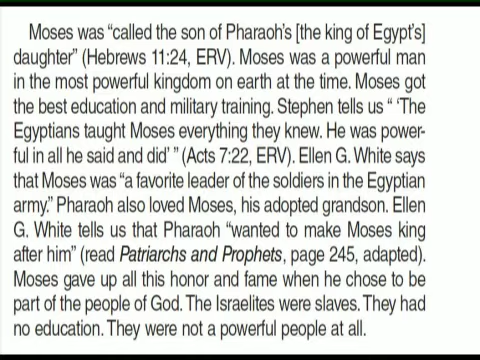 Moses was “called the son of Pharaoh’s [the king of Egypt’s]
daughter” (Hebrews 11:24, ERV). Moses was a powerful man
in the most powerful kingdom on earth at the time. Moses got
the best education and military training. Stephen tells us “ ‘The
Egyptians taught Moses everything they knew. He was power-
ful in all he said and did’ ” (Acts 7:22, ERV). Ellen G. White says
that Moses was “a favorite leader of the soldiers in the Egyptian
army.” Pharaoh also loved Moses, his adopted grandson. Ellen
G. White tells us that Pharaoh “wanted to make Moses king
after him” (read Patriarchs and Prophets, page 245, adapted).
Moses gave up all this honor and fame when he chose to be
part of the people of God. The Israelites were slaves. They had
no education. They were not a powerful people at all.